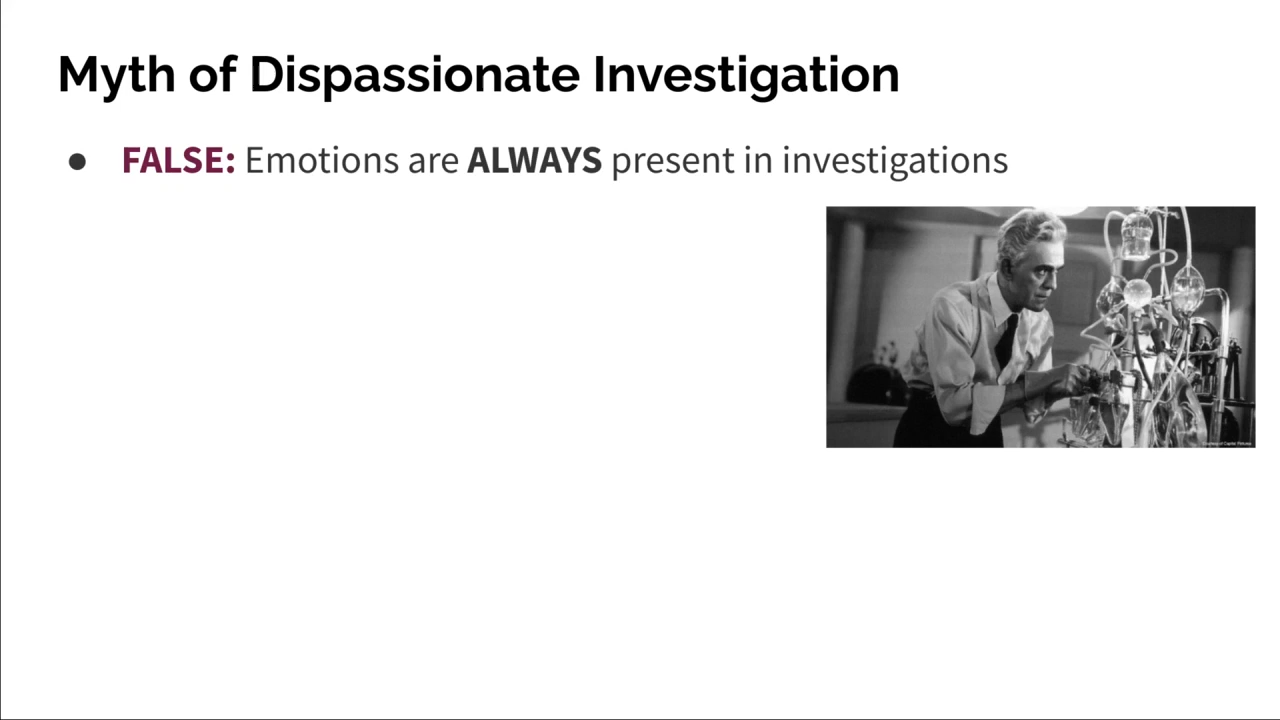 Myth of Dispassionate Investigation
● FALSE: Emotions are ALWAYS present in investigations